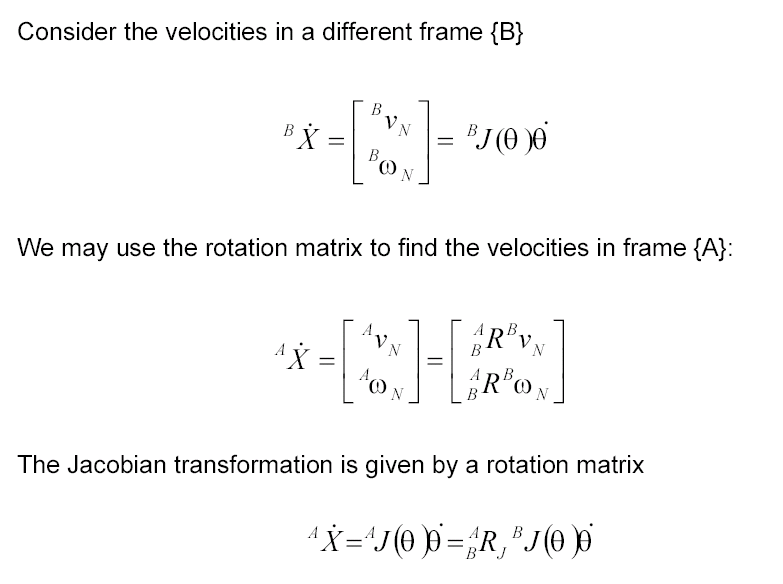 Consider the velocities in a different frame {B}
ᴮẊ = [ ᴮv_N ; ᴮω_N ] = ᴮJ(θ)θ̇
We may use the rotation matrix to find the velocities in frame {A}:
ᴬẊ = [ ᴬv_N ; ᴬω_N ] = [ ᴬ_BR ᴮv_N ; ᴬ_BR ᴮω_N ]
The Jacobian transformation is given by a rotation matrix
ᴬẊ = ᴬJ(θ)θ̇ = ᴬ_BR_J ᴮJ(θ)θ̇